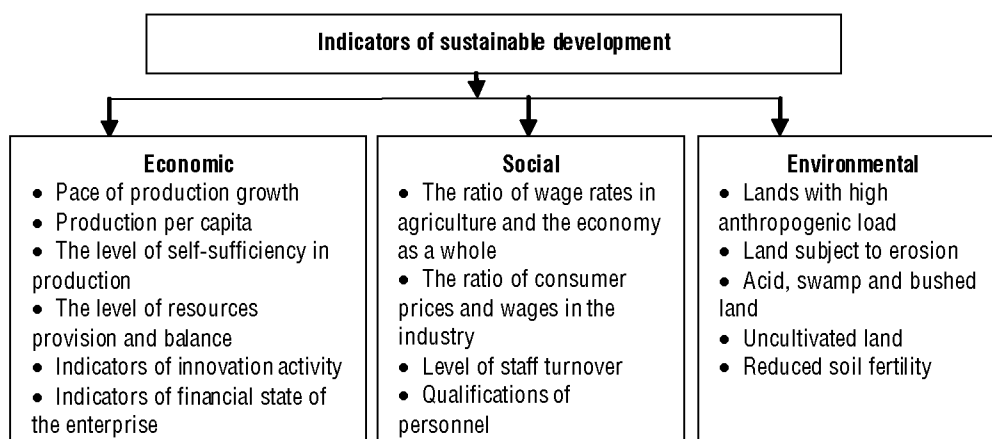 Indicators of sustainable development
Economic
• Pace of production growth
• Production per capita
• The level of self-sufficiency in
production
• The level of resources
provision and balance
• Indicators of innovation activity
• Indicators of financial state of
the enterprise
Social
• The ratio of wage rates in
agriculture and the economy
as a whole
• The ratio of consumer
prices and wages in the
industry
• Level of staff turnover
• Qualifications of
personnel
Environmental
• Lands with high
anthropogenic load
• Land subject to erosion
• Acid, swamp and bushed
land
• Uncultivated land
• Reduced soil fertility